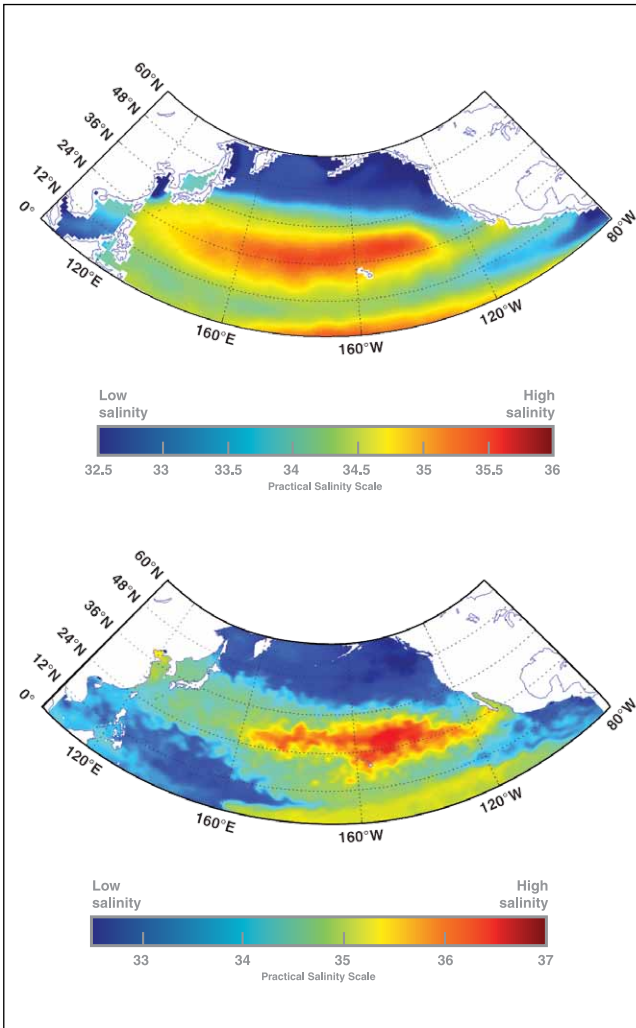 60°N
48°N
36°N
24°N
12°N
0°
120°E
160°E
160°W
120°W
80°W
Low
salinity
High
salinity
32.5 33 33.5 34 34.5 35 35.5 36
Practical Salinity Scale
60°N
48°N
36°N
24°N
12°N
0°
120°E
160°E
160°W
120°W
80°W
Low
salinity
High
salinity
33 34 35 36 37
Practical Salinity Scale